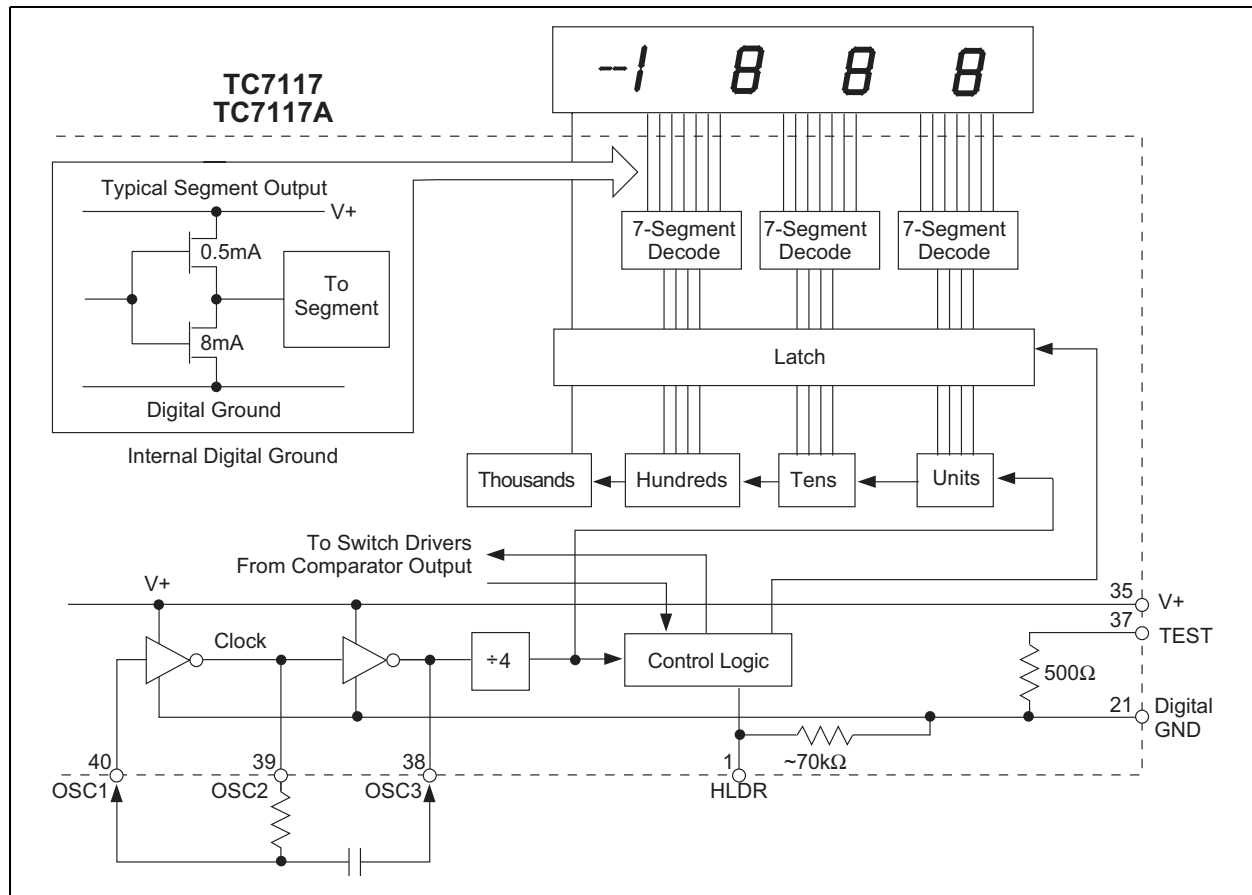 -1 8 8 8
TC7117
TC7117A
Typical Segment Output
V+
0.5mA
To
Segment
8mA
Digital Ground
Internal Digital Ground
7-Segment
Decode
7-Segment
Decode
7-Segment
Decode
Latch
Thousands
Hundreds
Tens
Units
To Switch Drivers
From Comparator Output
V+
35
V+
37
TEST
Clock
÷4
Control Logic
500Ω
21
Digital
GND
~70kΩ
40
OSC1
39
OSC2
38
OSC3
1
HLDR